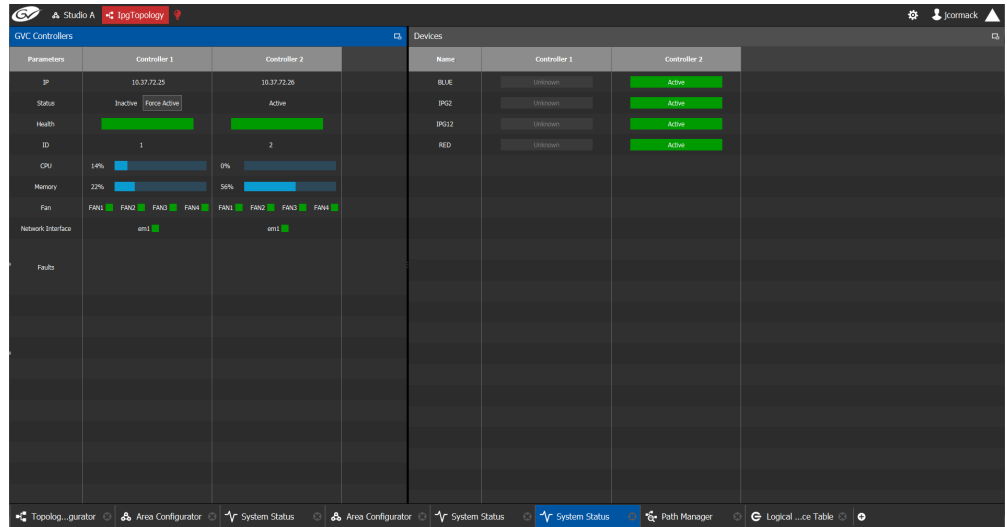 GV Studio A IpgTopology jcormack
GVC Controllers
Parameters Controller 1 Controller 2
IP 10.37.72.25 10.37.72.26
Status Inactive Force Active Active
Health
ID 1 2
CPU 14% 0%
Memory 22% 56%
Fan FAN1 FAN2 FAN3 FAN4 FAN1 FAN2 FAN3 FAN4
Network Interface em1 em1
Faults
Devices
Name Controller 1 Controller 2
BLUE Unknown Active
IPG2 Unknown Active
IPG12 Unknown Active
RED Unknown Active
Topolog...gurator Area Configurator System Status Area Configurator System Status System Status Path Manager Logical ...ce Table